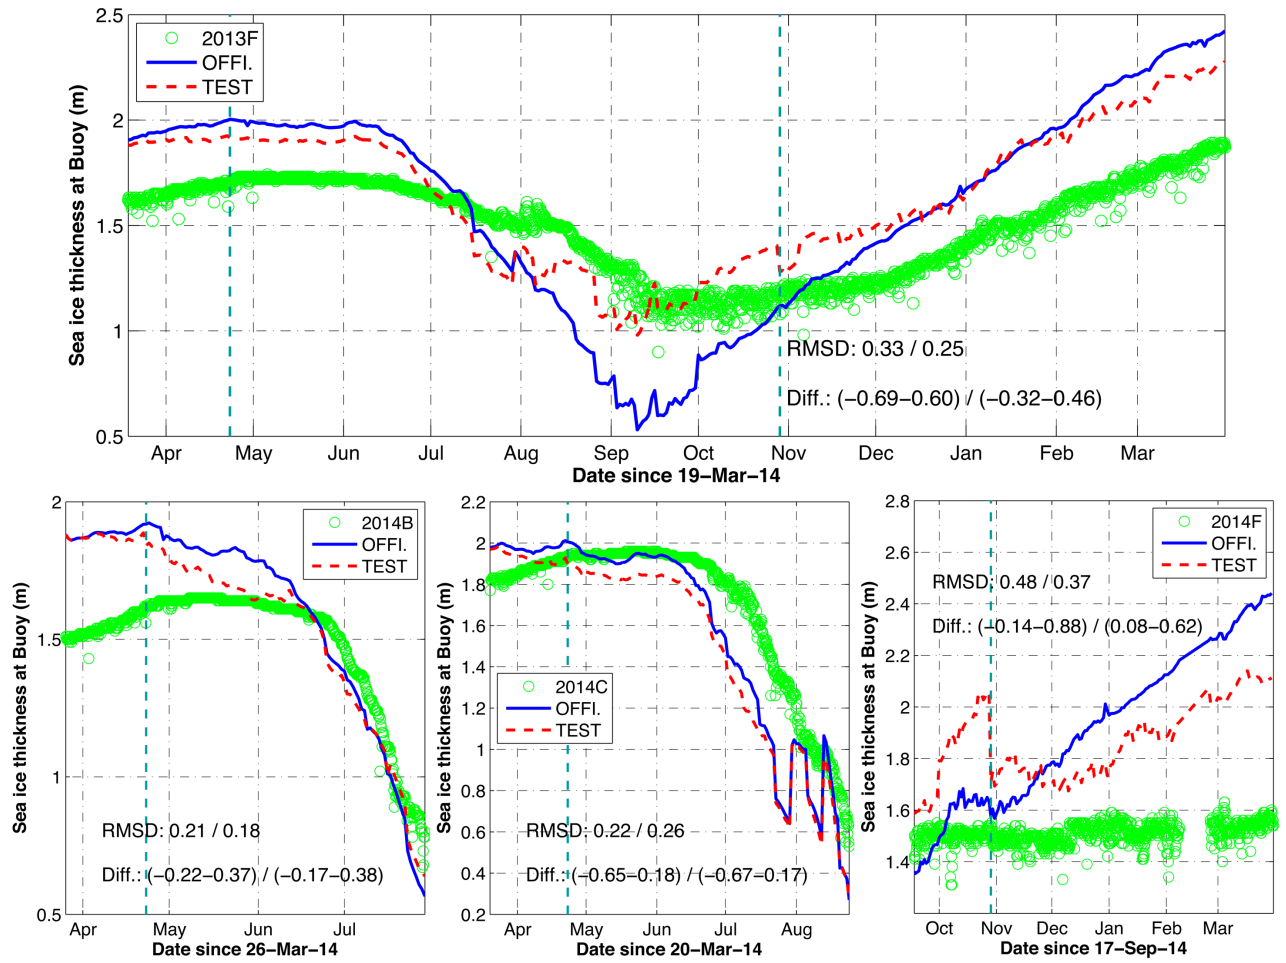 2.5
2
1.5
1
0.5
Sea ice thickness at Buoy (m)
2013F
OFFI.
TEST
RMSD: 0.33 / 0.25
Diff.: (−0.69−0.60) / (−0.32−0.46)
Apr May Jun Jul Aug Sep Oct Nov Dec Jan Feb Mar
Date since 19−Mar−14
2
1.5
1
0.5
Sea ice thickness at Buoy (m)
2014B
OFFI.
TEST
RMSD: 0.21 / 0.18
Diff.: (−0.22−0.37) / (−0.17−0.38)
Apr May Jun Jul
Date since 26−Mar−14
2.2
2
1.8
1.6
1.4
1.2
1
0.8
0.6
0.4
0.2
Sea ice thickness at Buoy (m)
2014C
OFFI.
TEST
RMSD: 0.22 / 0.26
Diff.: (−0.65−0.18) / (−0.67−0.17)
Apr May Jun Jul Aug
Date since 20−Mar−14
2.8
2.6
2.4
2.2
2
1.8
1.6
1.4
Sea ice thickness at Buoy (m)
2014F
OFFI.
TEST
RMSD: 0.48 / 0.37
Diff.: (−0.14−0.88) / (0.08−0.62)
Oct Nov Dec Jan Feb Mar
Date since 17−Sep−14